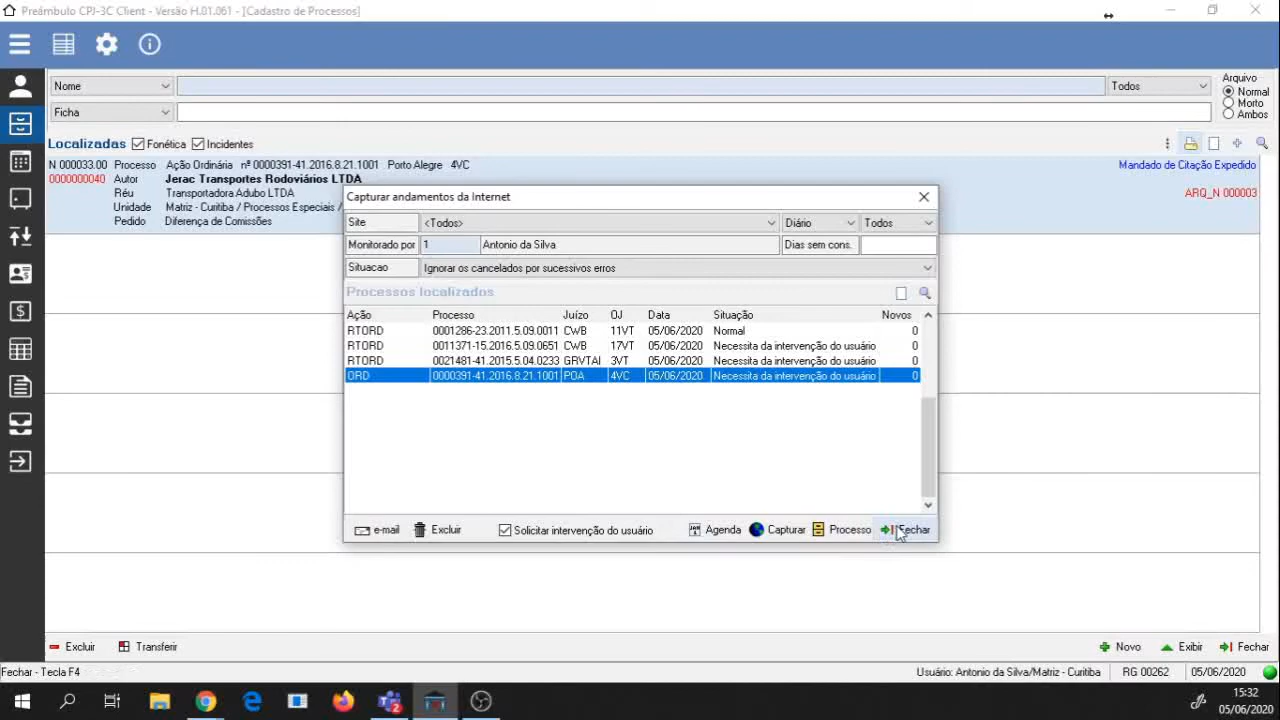 Preâmbulo CPJ-3C Client - Versão H.01.061 - [Cadastro de Processos]
Nome
Todos
Arquivo
Normal
Morto
Ambos
Ficha
Localizadas Fonética Incidentes
N 000033.00 Processo Ação Ordinária nº 0000391-41.2016.8.21.1001 Porto Alegre 4VC Mandado de Citação Expedido
0000000040 Autor Jerac Transportes Rodoviários LTDA
Réu Transportadora Adubo LTDA ARQ_N 000003
Unidade Matriz - Curitiba / Processos Especiais /
Pedido Diferença de Comissões
Capturar andamentos da Internet
Site <Todos> Diário Todos
Monitorado por 1 Antonio da Silva Dias sem cons.
Situacao Ignorar os cancelados por sucessivos erros
Processos localizados
Ação Processo Juízo OJ Data Situação Novos
RTORD 0001286-23.2011.5.09.0011 CWB 11VT 05/06/2020 Normal 0
RTORD 0011371-15.2016.5.09.0651 CWB 17VT 05/06/2020 Necessita da intervenção do usuário 0
RTORD 0021481-41.2015.5.04.0233 GRVTAI 3VT 05/06/2020 Necessita da intervenção do usuário 0
ORD 0000391-41.2016.8.21.1001 POA 4VC 05/06/2020 Necessita da intervenção do usuário 0
e-mail Excluir Solicitar intervenção do usuário Agenda Capturar Processo Fechar
Excluir Transferir Novo Exibir Fechar
Fechar - Tecla F4 Usuário: Antonio da Silva/Matriz - Curitiba RG 00262 05/06/2020
2
15:32
05/06/2020